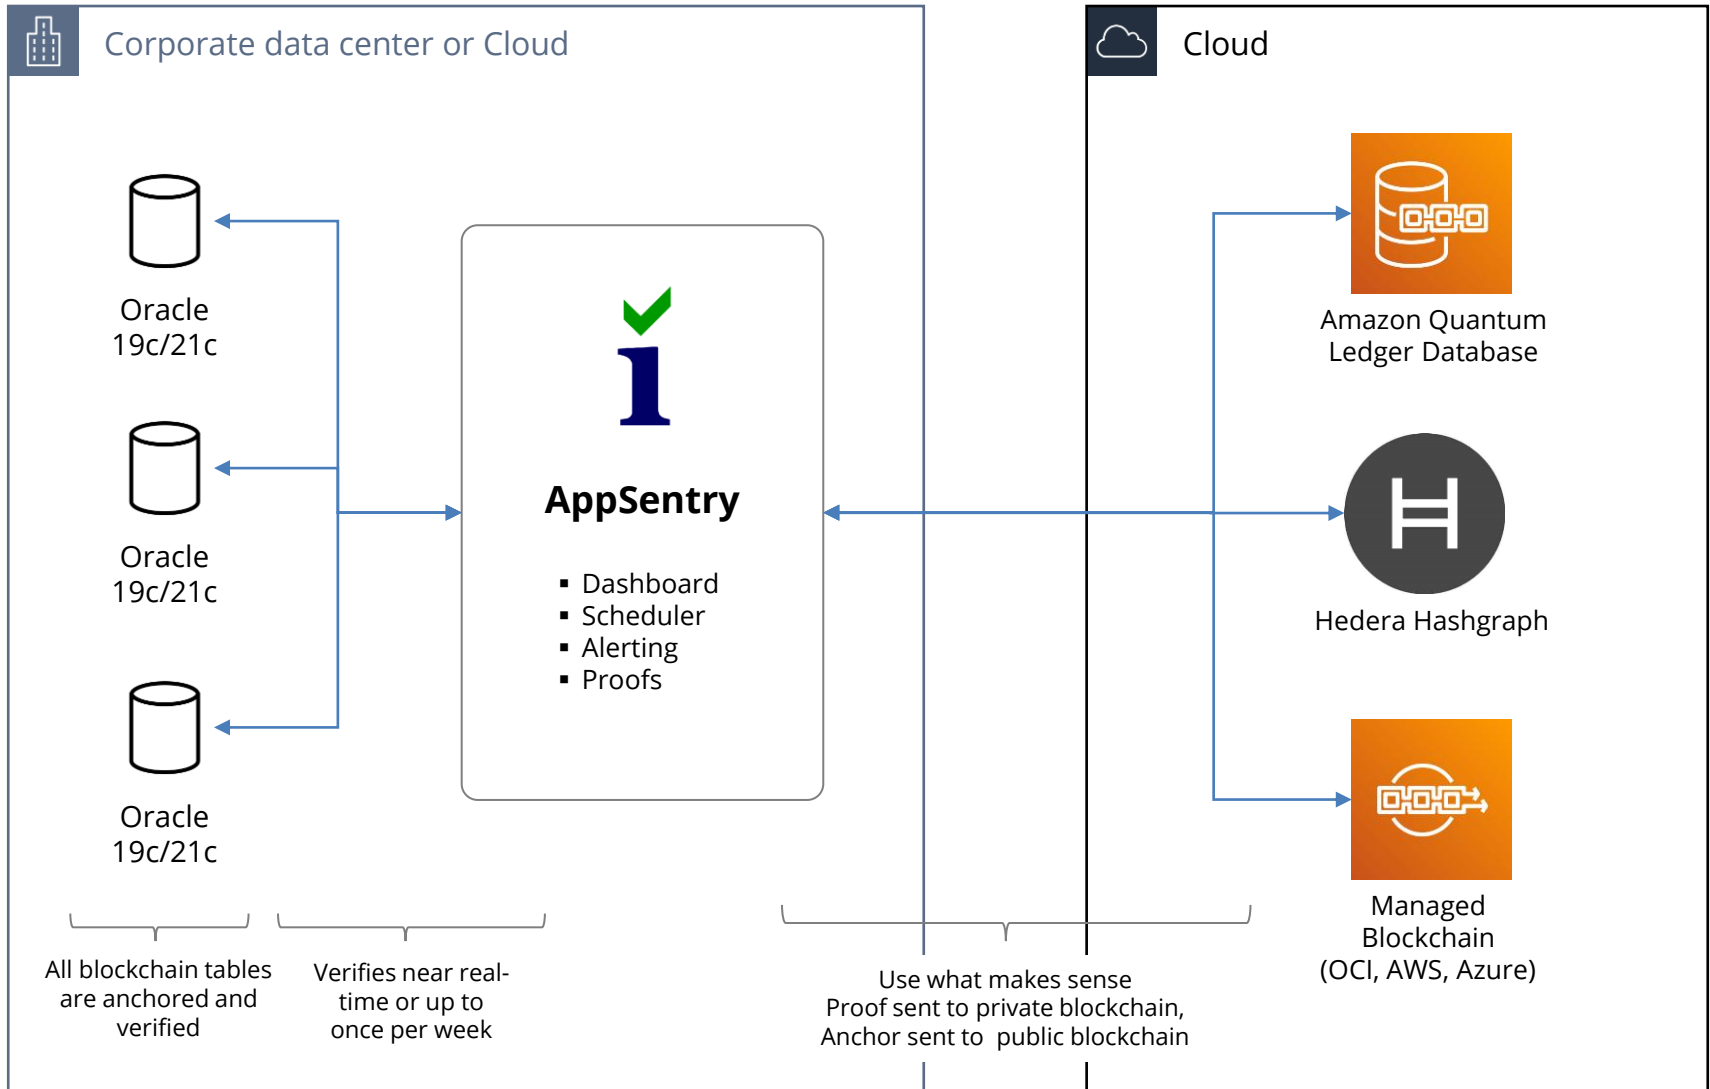 Corporate data center or Cloud
Cloud
Oracle
19c/21c
Oracle
19c/21c
Oracle
19c/21c
AppSentry
▪ Dashboard
▪ Scheduler
▪ Alerting
▪ Proofs
Amazon Quantum
Ledger Database
Hedera Hashgraph
Managed
Blockchain
(OCI, AWS, Azure)
All blockchain tables
are anchored and
verified
Verifies near real-
time or up to
once per week
Use what makes sense
Proof sent to private blockchain,
Anchor sent to  public blockchain